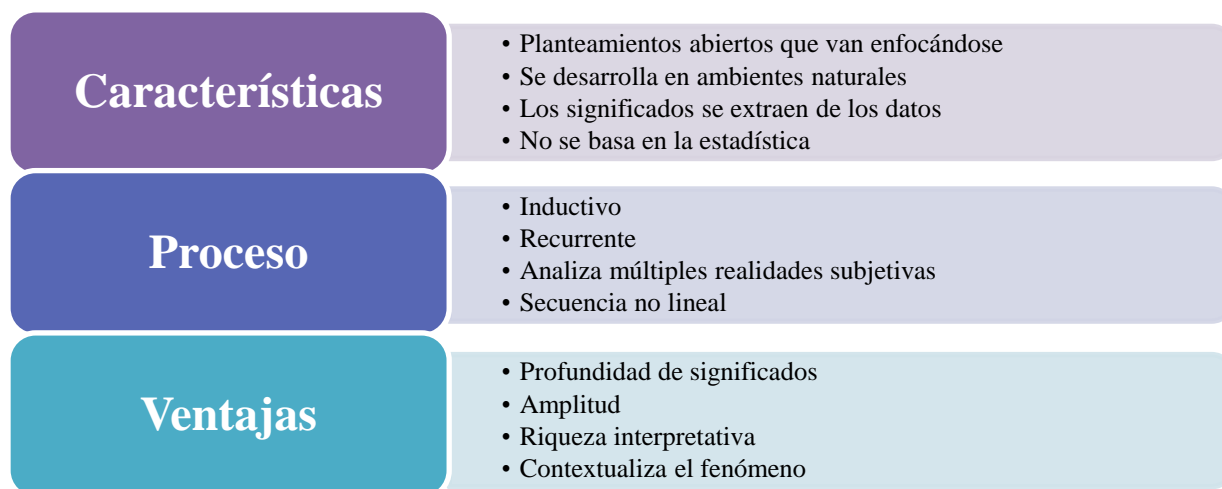 Características
• Planteamientos abiertos que van enfocándose
• Se desarrolla en ambientes naturales
• Los significados se extraen de los datos
• No se basa en la estadística
Proceso
• Inductivo
• Recurrente
• Analiza múltiples realidades subjetivas
• Secuencia no lineal
Ventajas
• Profundidad de significados
• Amplitud
• Riqueza interpretativa
• Contextualiza el fenómeno